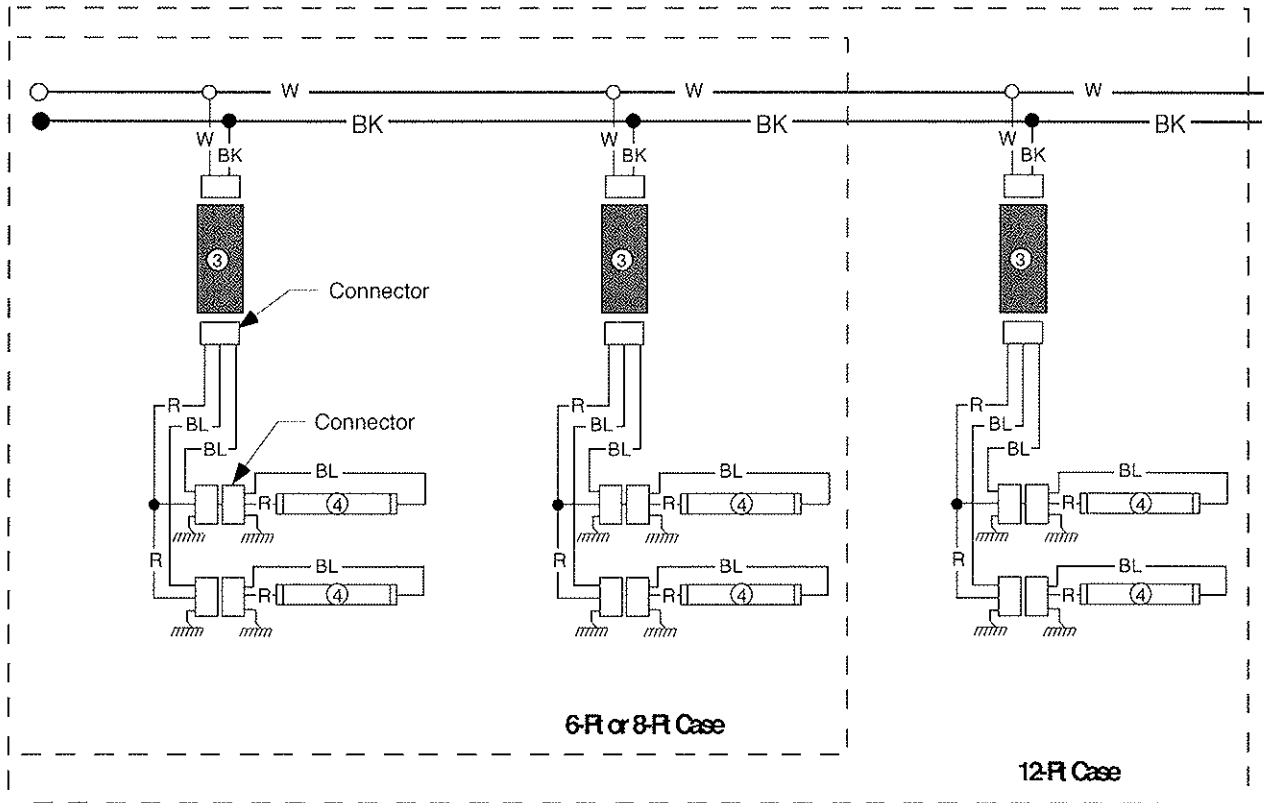 W W W
BK BK BK
W W W
BK BK BK
3 3 3
Connector
R R R
BL BL BL
Connector
BL BL BL
BL BL BL
R 4 R 4 R 4
R R R
BL BL BL
R 4 R 4 R 4
6-Ft or 8-Ft Case
12-Ft Case